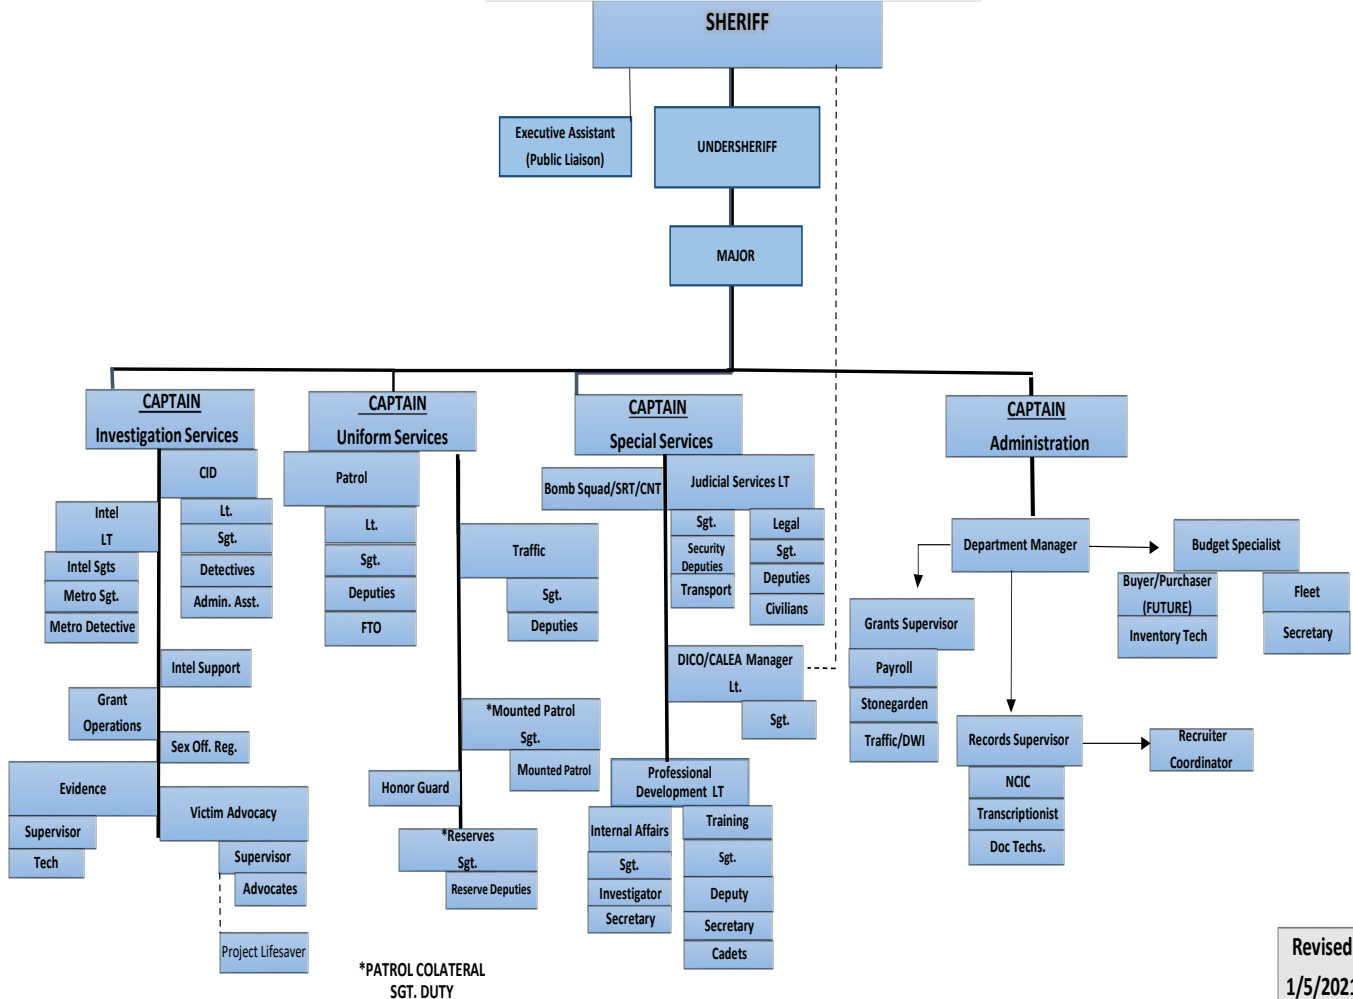 SHERIFF
Executive Assistant
(Public Liaison)
UNDERSHERIFF
MAJOR
CAPTAIN
Investigation Services
CID
Lt.
Sgt.
Detectives
Admin. Asst.
Intel
LT
Intel Sgts
Metro Sgt.
Metro Detective
Intel Support
Grant
Operations
Sex Off. Reg.
Evidence
Supervisor
Tech
Victim Advocacy
Supervisor
Advocates
Project Lifesaver
CAPTAIN
Uniform Services
Patrol
Lt.
Sgt.
Deputies
FTO
Traffic
Sgt.
Deputies
*Mounted Patrol
Sgt.
Mounted Patrol
Honor Guard
*Reserves
Sgt.
Reserve Deputies
*PATROL COLATERAL
SGT. DUTY
CAPTAIN
Special Services
Bomb Squad/SRT/CNT
Judicial Services LT
Sgt.
Security
Deputies
Transport
Legal
Sgt.
Deputies
Civilians
DICO/CALEA Manager
Lt.
Sgt.
Professional
Development LT
Internal Affairs
Sgt.
Investigator
Secretary
Training
Sgt.
Deputy
Secretary
Cadets
CAPTAIN
Administration
Department Manager
Budget Specialist
Buyer/Purchaser
(FUTURE)
Inventory Tech
Fleet
Secretary
Grants Supervisor
Payroll
Stonegarden
Traffic/DWI
Records Supervisor
NCIC
Transcriptionist
Doc Techs.
Recruiter
Coordinator
Revised
1/5/2021